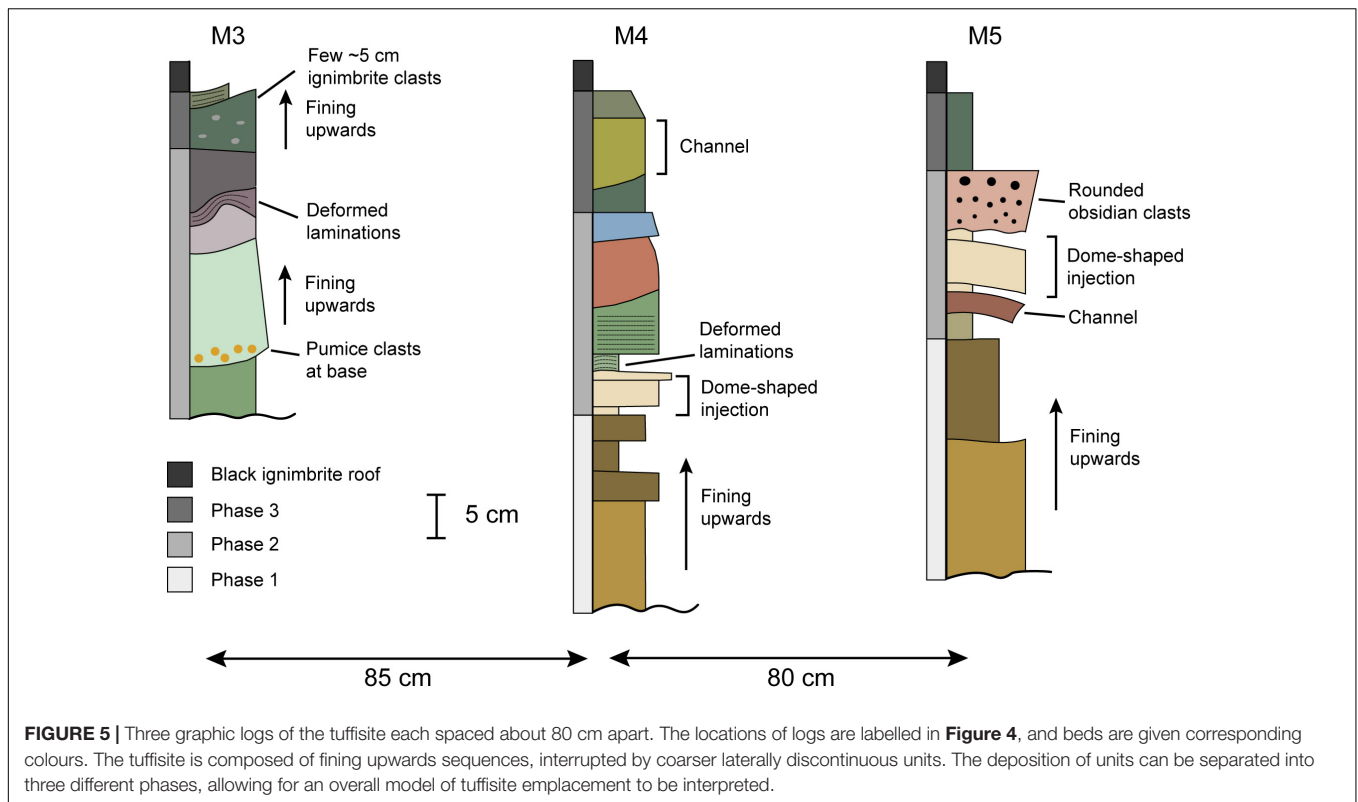 M3
M4
M5
Few ~5 cm
ignimbrite clasts
Fining
upwards
Deformed
laminations
Fining
upwards
Pumice clasts
at base
Channel
Deformed
laminations
Dome-shaped
injection
Fining
upwards
Rounded
obsidian clasts
Dome-shaped
injection
Channel
Fining
upwards
Black ignimbrite roof
Phase 3
Phase 2
Phase 1
5 cm
85 cm
80 cm
FIGURE 5 | Three graphic logs of the tuffisite each spaced about 80 cm apart. The locations of logs are labelled in Figure 4, and beds are given corresponding
colours. The tuffisite is composed of fining upwards sequences, interrupted by coarser laterally discontinuous units. The deposition of units can be separated into
three different phases, allowing for an overall model of tuffisite emplacement to be interpreted.